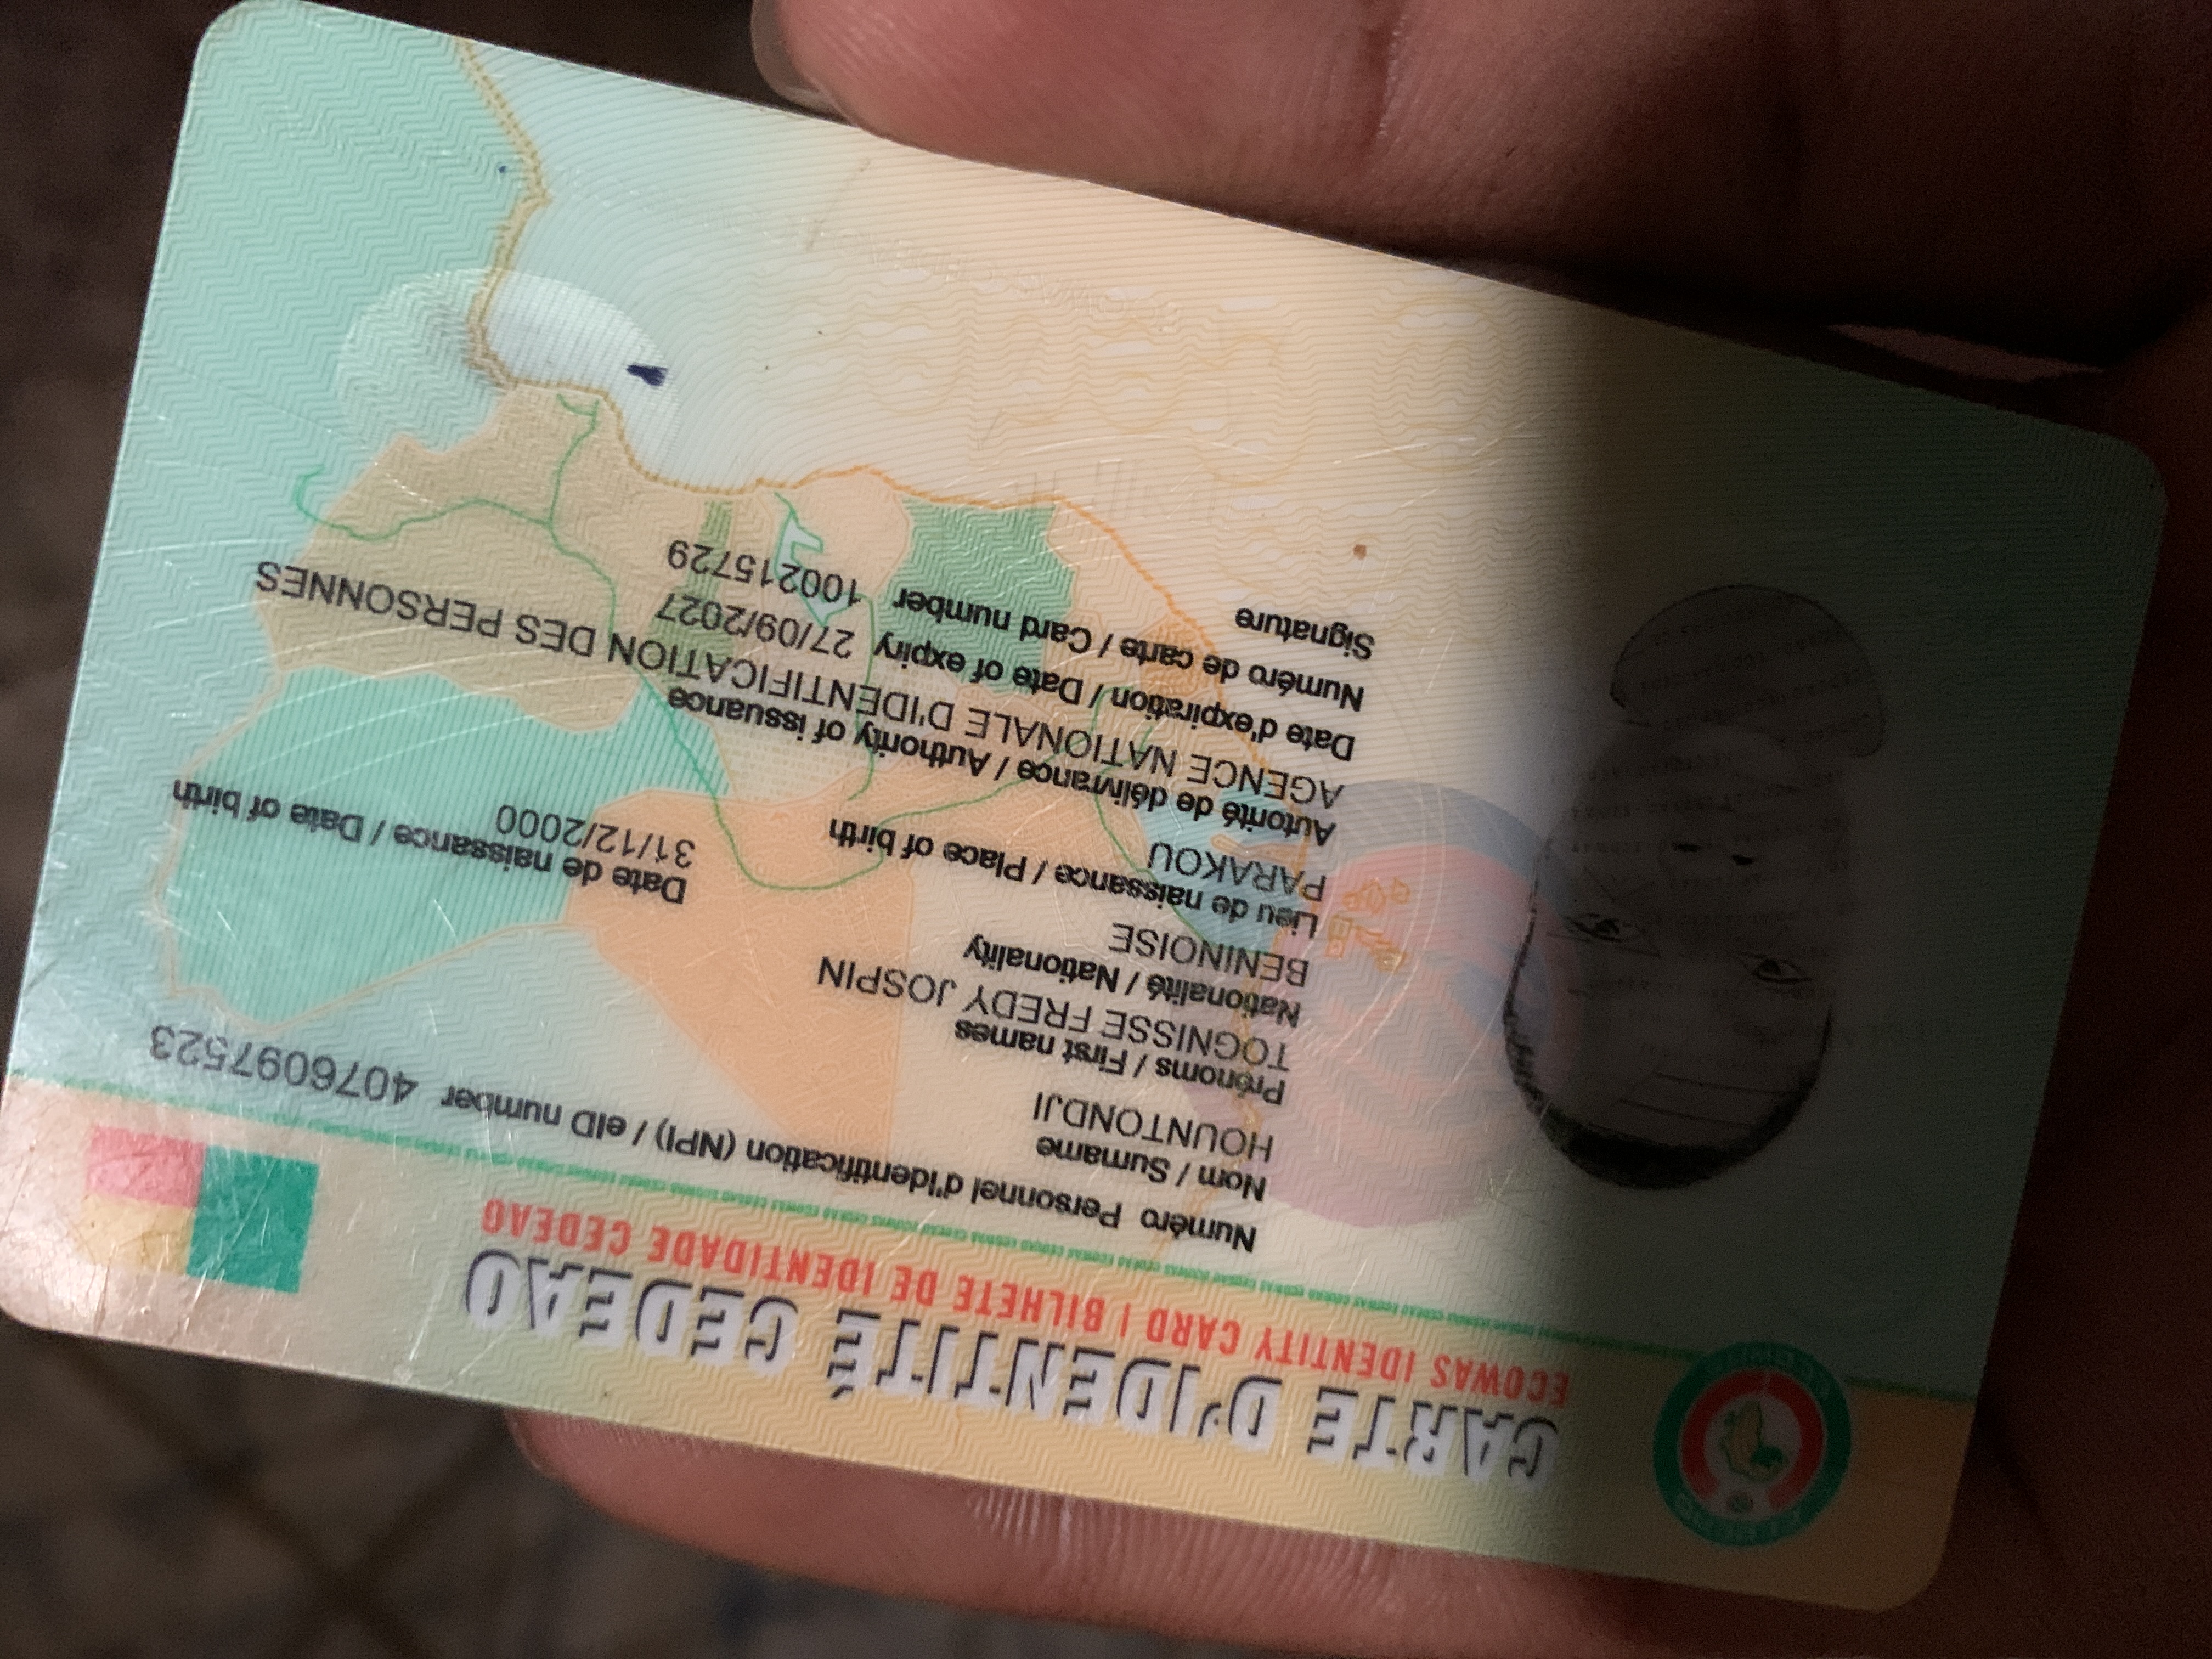 CARTE D'IDENTITÉ CEDEAO
ECOWAS IDENTITY CARD / BILHETE DE IDENTIDADE CEDEAO
Numéro Personnel d'Identification (NPI) / eID number 4076097523
Nom / Surname
HOUNTONDJI
Prénoms / First names
TOGNISSE FREDY JOSPIN
Nationalité / Nationality
BENINOISE
Lieu de naissance / Place of birth
PARAKOU
Date de naissance / Date of birth
31/12/2000
Autorité de délivrance / Authority of issuance
AGENCE NATIONALE D'IDENTIFICATION DES PERSONNES
Date d'expiration / Date of expiry 27/09/2027
Numéro de carte / Card number 100215729
Signature